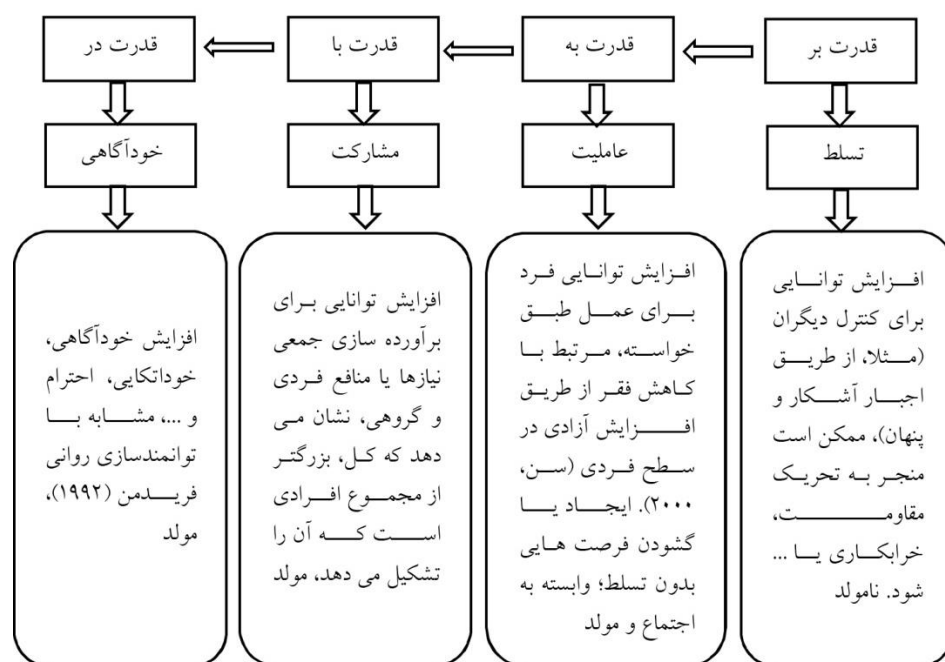 قدرت بر
قدرت به
قدرت با
قدرت در
تسلط
عاملیت
مشارکت
خودآگاهی
افزایش توانایی
برای کنترل دیگران
(مثلا، از طریق
اجبار آشکار و
پنهان)، ممکن است
منجر به تحریک
مقاومت،
خرابکاری یا ...
شود. نامولد
افزایش توانایی فرد
برای عمل طبق
خواسته، مرتبط با
کاهش فقر از طریق
افزایش آزادی در
سطح فردی (سن،
۲۰۰۰). ایجاد یا
گشودن فرصت هایی
بدون تسلط؛ وابسته به
اجتماع و مولد
افزایش توانایی برای
برآورده سازی جمعی
نیازها یا منافع فردی
و گروهی، نشان می
دهد که کل، بزرگتر
از مجموع افرادی
است که آن را
تشکیل می دهد، مولد
افزایش خودآگاهی،
خوداتکایی، احترام
و ...، مشابه با
توانمندسازی روانی
فریدمن (۱۹۹۲)،
مولد